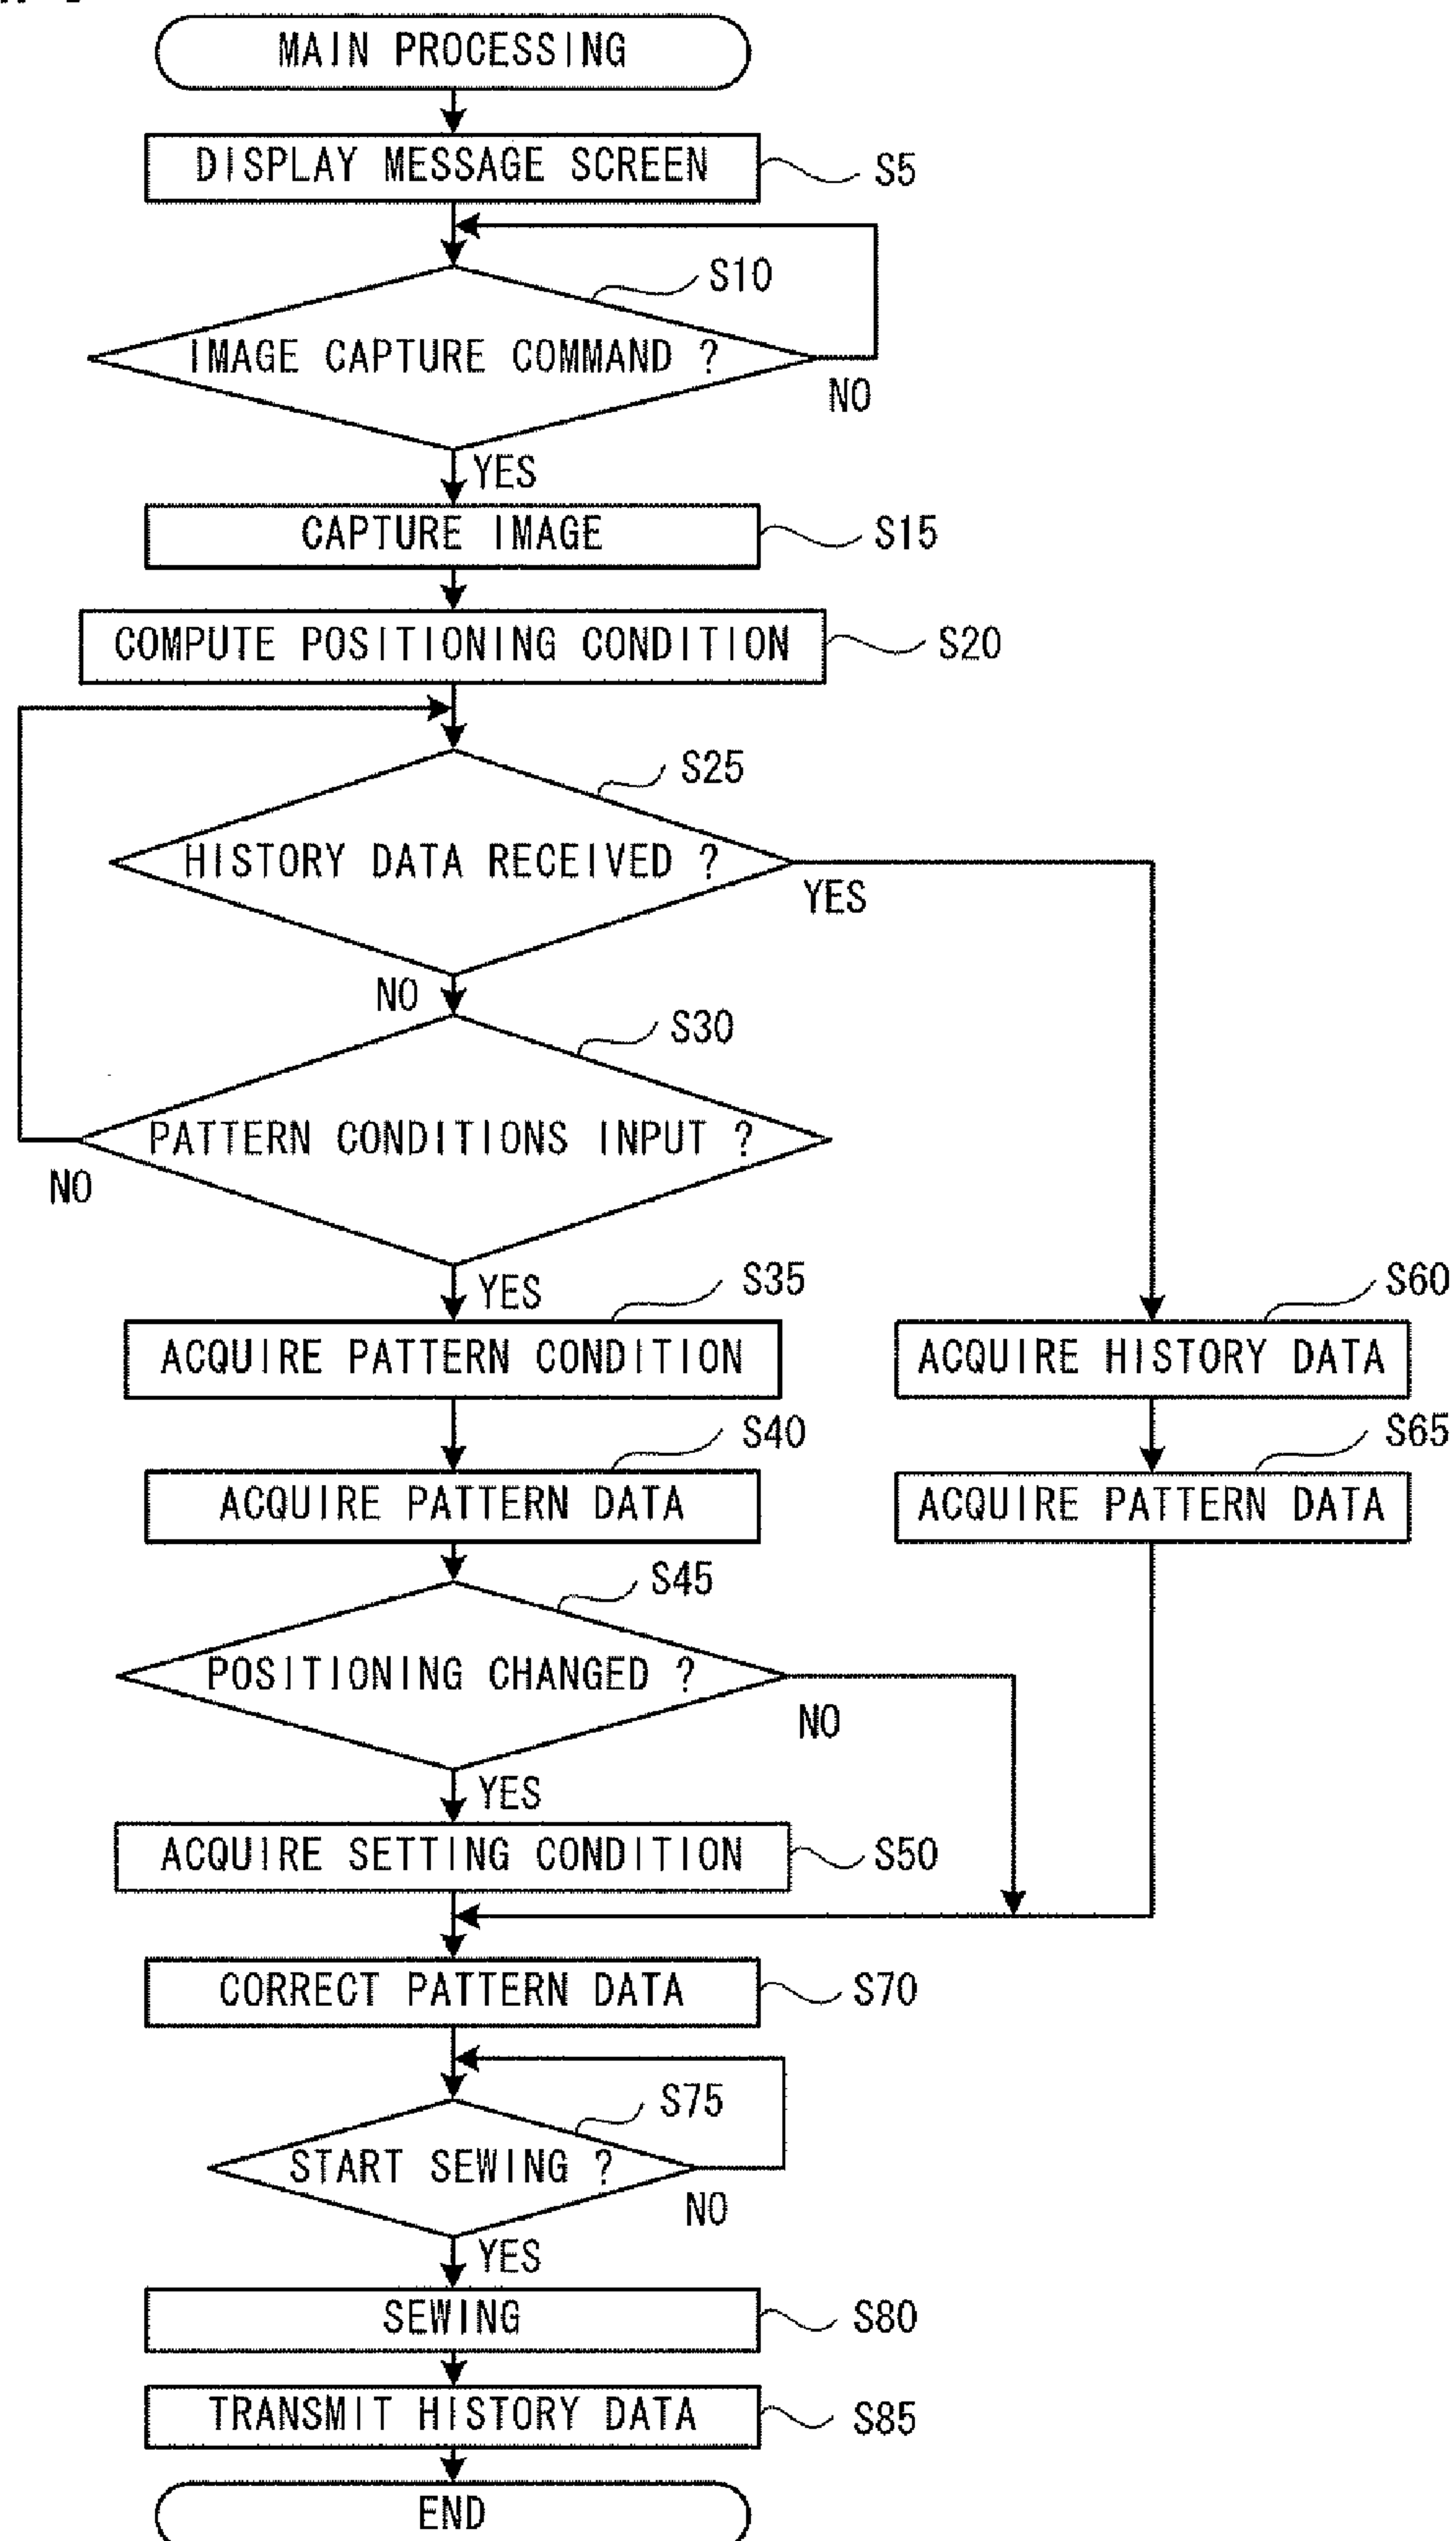 MAIN PROCESSING
DISPLAY MESSAGE SCREEN
S5
S10
IMAGE CAPTURE COMMAND ?
NO
YES
CAPTURE IMAGE
S15
COMPUTE POSITIONING CONDITION
S20
S25
HISTORY DATA RECEIVED ?
YES
NO
S30
PATTERN CONDITIONS INPUT ?
NO
YES
S35
S60
ACQUIRE PATTERN CONDITION
ACQUIRE HISTORY DATA
S40
S65
ACQUIRE PATTERN DATA
ACQUIRE PATTERN DATA
S45
POSITIONING CHANGED ?
NO
YES
ACQUIRE SETTING CONDITION
S50
CORRECT PATTERN DATA
S70
S75
START SEWING ?
NO
YES
SEWING
S80
TRANSMIT HISTORY DATA
S85
END